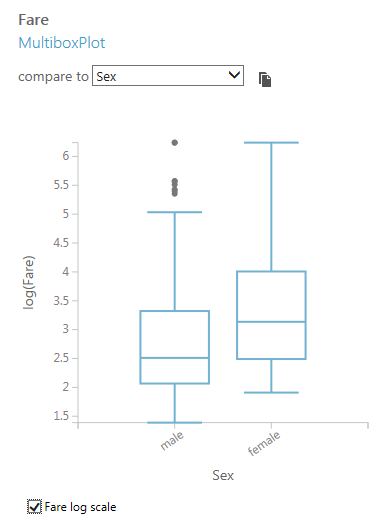 Fare
MultiboxPlot
compare to Sex
6
5.5
5
4.5
4
3.5
3
2.5
2
1.5
log(Fare)
male
female
Sex
Fare log scale